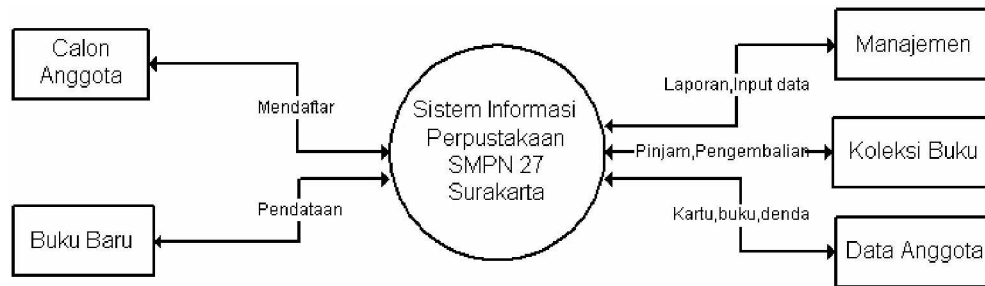 Calon
Anggota
Mendaftar
Pendataan
Buku Baru
Sistem Informasi
Perpustakaan
SMPN 27
Surakarta
Manajemen
Laporan,Input data
Pinjam,Pengembalian
Koleksi Buku
Kartu,buku,denda
Data Anggota